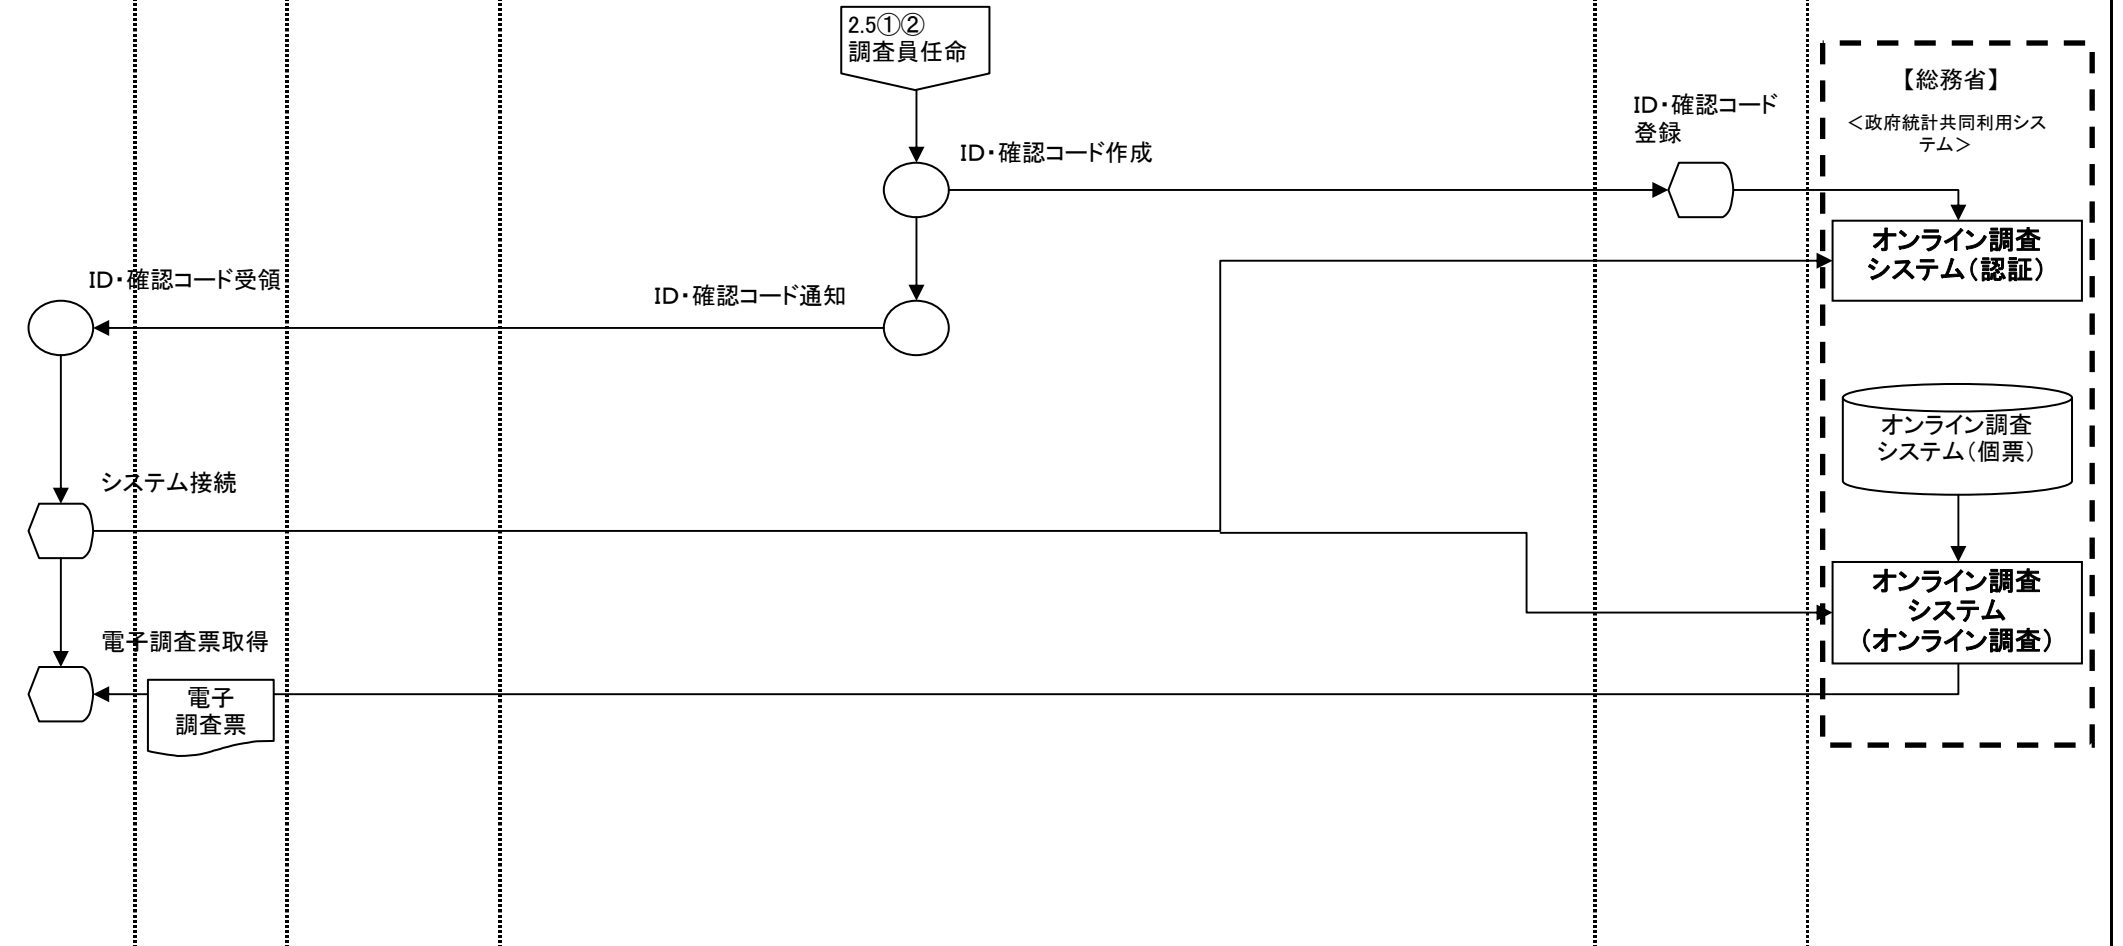 2.5①②
調査員任命
【総務省】
<政府統計共同利用シス
テム>
ID・確認コード
登録
ID・確認コード作成
オンライン調査
システム(認証)
ID・確認コード受領
ID・確認コード通知
オンライン調査
システム(個票)
システム接続
オンライン調査
システム
(オンライン調査)
電子調査票取得
電子
調査票